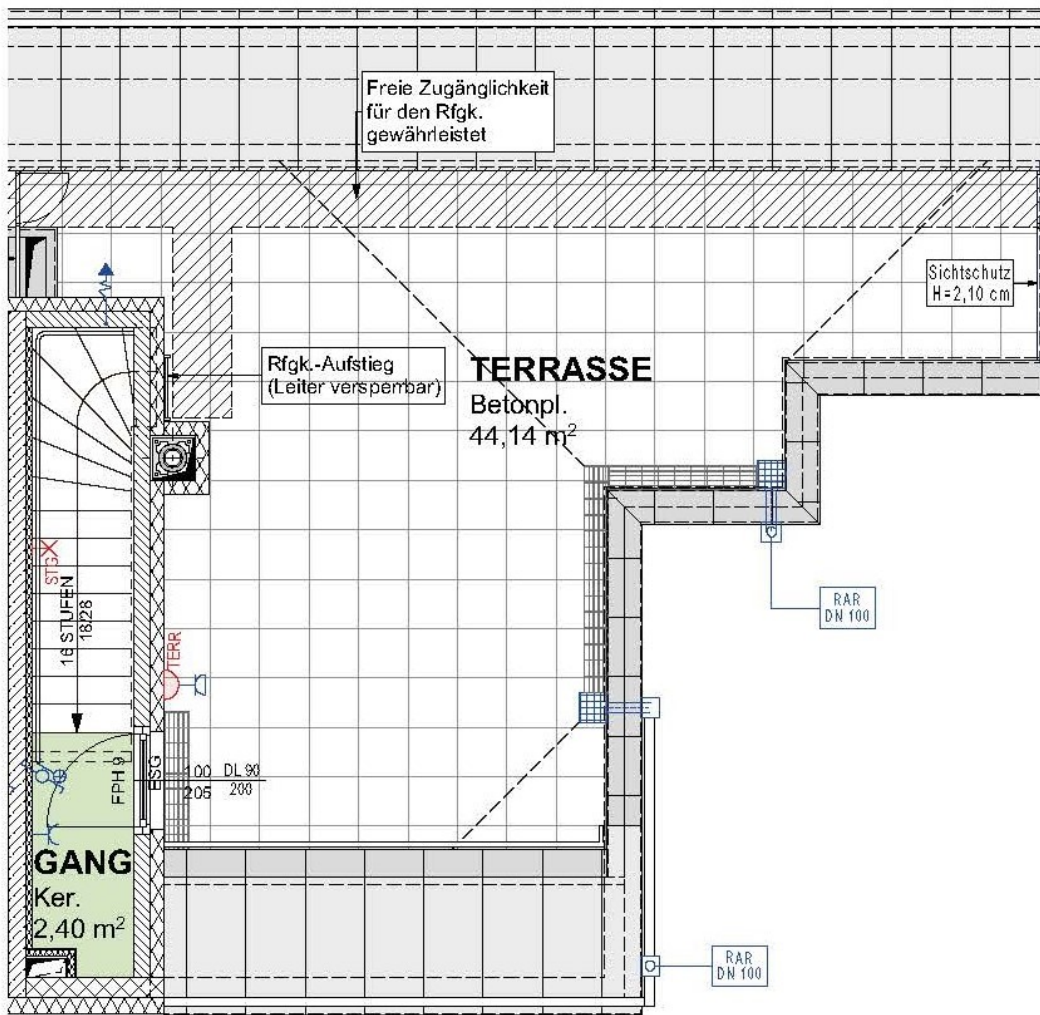 Freie Zugänglichkeit
für den Rfgk.
gewährleistet
Sichtschutz
H=2,10 cm
Rfgk.-Aufstieg
(Leiter versperrbar)
TERRASSE
Betonpl.
44,14 m²
STG
16 STUFEN
18/28
TERR
RAR
DN 100
FPH 9
ESG
100 DL 90
205 200
GANG
Ker.
2,40 m²
RAR
DN 100